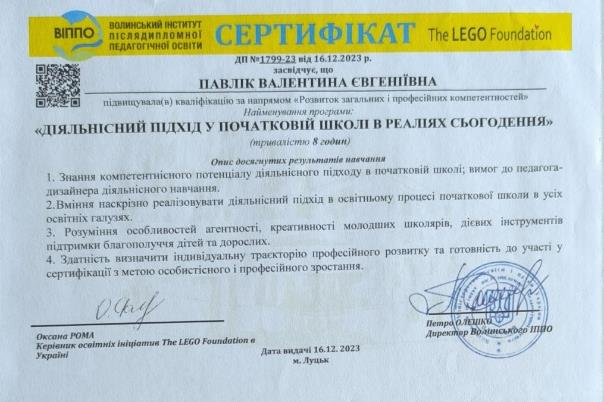 ВІППО
ВОЛИНСЬКИЙ ІНСТИТУТ
ПІСЛЯДИПЛОМНОЇ
ПЕДАГОГІЧНОЇ ОСВІТИ
СЕРТИФІКАТ
The LEGO Foundation
ДП №1799-23 від 16.12.2023 р.
засвідчує, що
ПАВЛІК ВАЛЕНТИНА ЄВГЕНІЇВНА
підвищувала(в) кваліфікацію за напрямом «Розвиток загальних і професійних компетентностей»
Найменування програми:
«ДІЯЛЬНІСНИЙ ПІДХІД У ПОЧАТКОВІЙ ШКОЛІ В РЕАЛІЯХ СЬОГОДЕННЯ»
(тривалістю 8 годин)
Опис досягнутих результатів навчання
1. Знання компетентнісного потенціалу діяльнісного підходу в початковій школі; вимог до педагога-
дизайнера діяльнісного навчання.
2.Вміння наскрізно реалізовувати діяльнісний підхід в освітньому процесі початкової школи в усіх
освітніх галузях.
3. Розуміння особливостей агентності, креативності молодших школярів, дієвих інструментів
підтримки благополуччя дітей та дорослих.
4. Здатність визначити індивідуальну траєкторію професійного розвитку та готовність до участі у
сертифікації з метою особистісного і професійного зростання.
Оксана РОМА
Керівник освітніх ініціатив The LEGO Foundation в
Україні
Петро ОЛЕШКО
Директор Волинського ІППО
Дата видачі 16.12. 2023
м. Луцьк